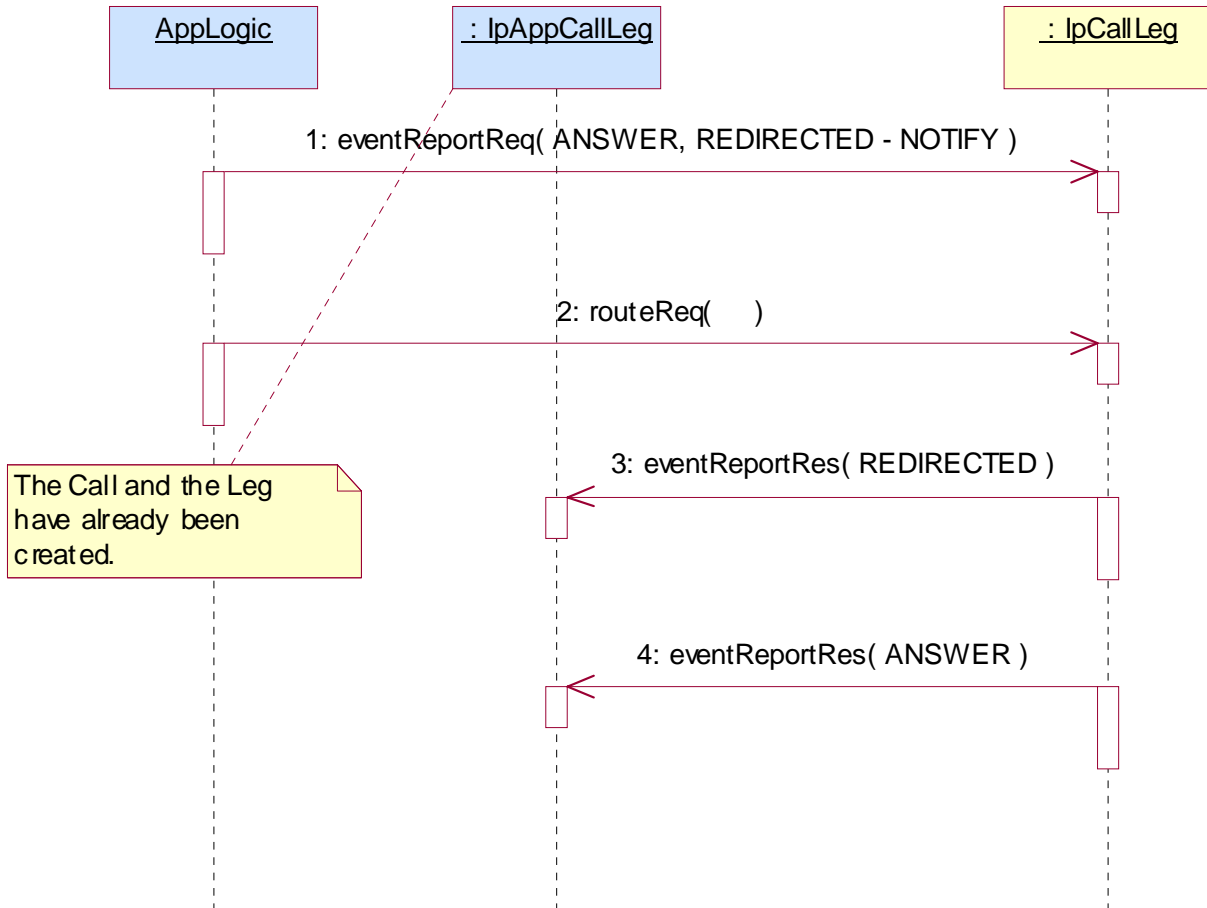 AppLogic
: IpAppCallLeg
: IpCallLeg
1: eventReportReq( ANSWER, REDIRECTED - NOTIFY )
2: routeReq( )
3: eventReportRes( REDIRECTED )
The Call and the Leg
have already been
created.
4: eventReportRes( ANSWER )